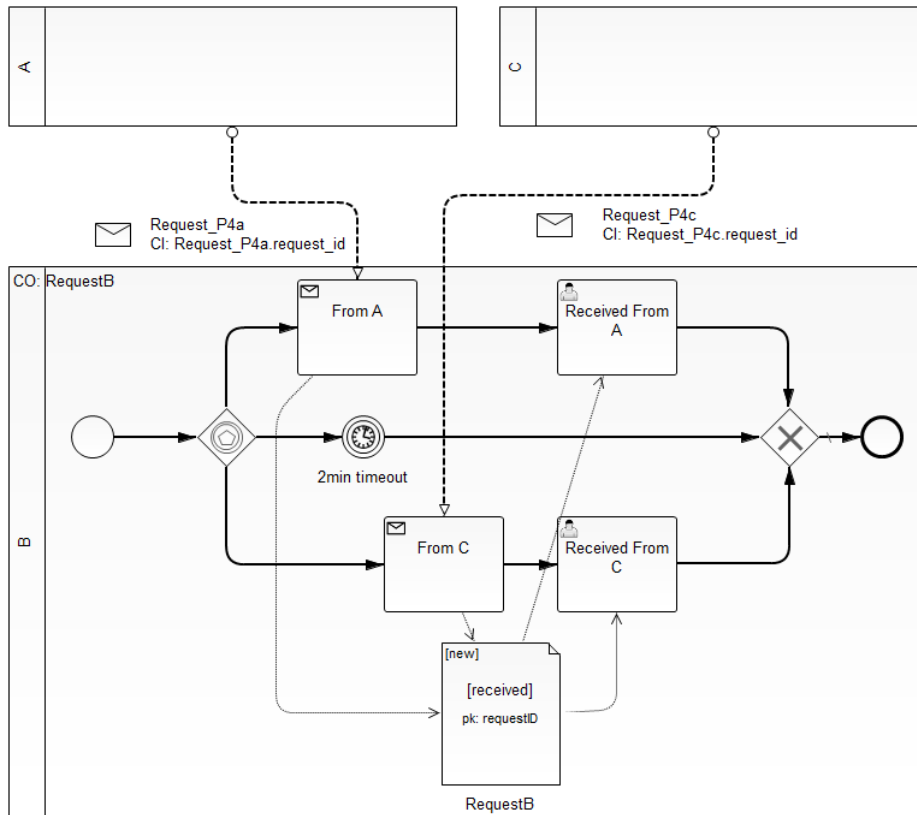 A
C
Request_P4a
CI: Request_P4a.request_id
Request_P4c
CI: Request_P4c.request_id
CO: RequestB
From A
Received From
A
2min timeout
B
From C
Received From
C
[new]
[received]
pk: requestID
RequestB